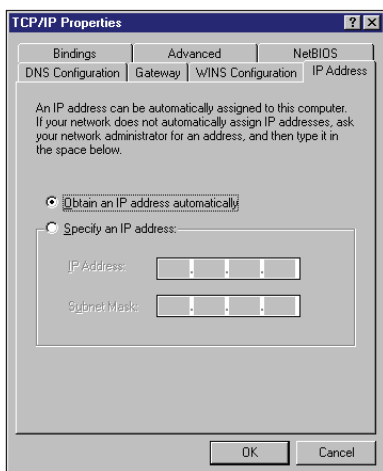 TCP/IP Properties
Bindings Advanced NetBIOS
DNS Configuration Gateway WINS Configuration IP Address
An IP address can be automatically assigned to this computer.
If your network does not automatically assign IP addresses, ask
your network administrator for an address, and then type it in
the space below.
Obtain an IP address automatically
Specify an IP address:
IP Address:
Subnet Mask:
OK Cancel